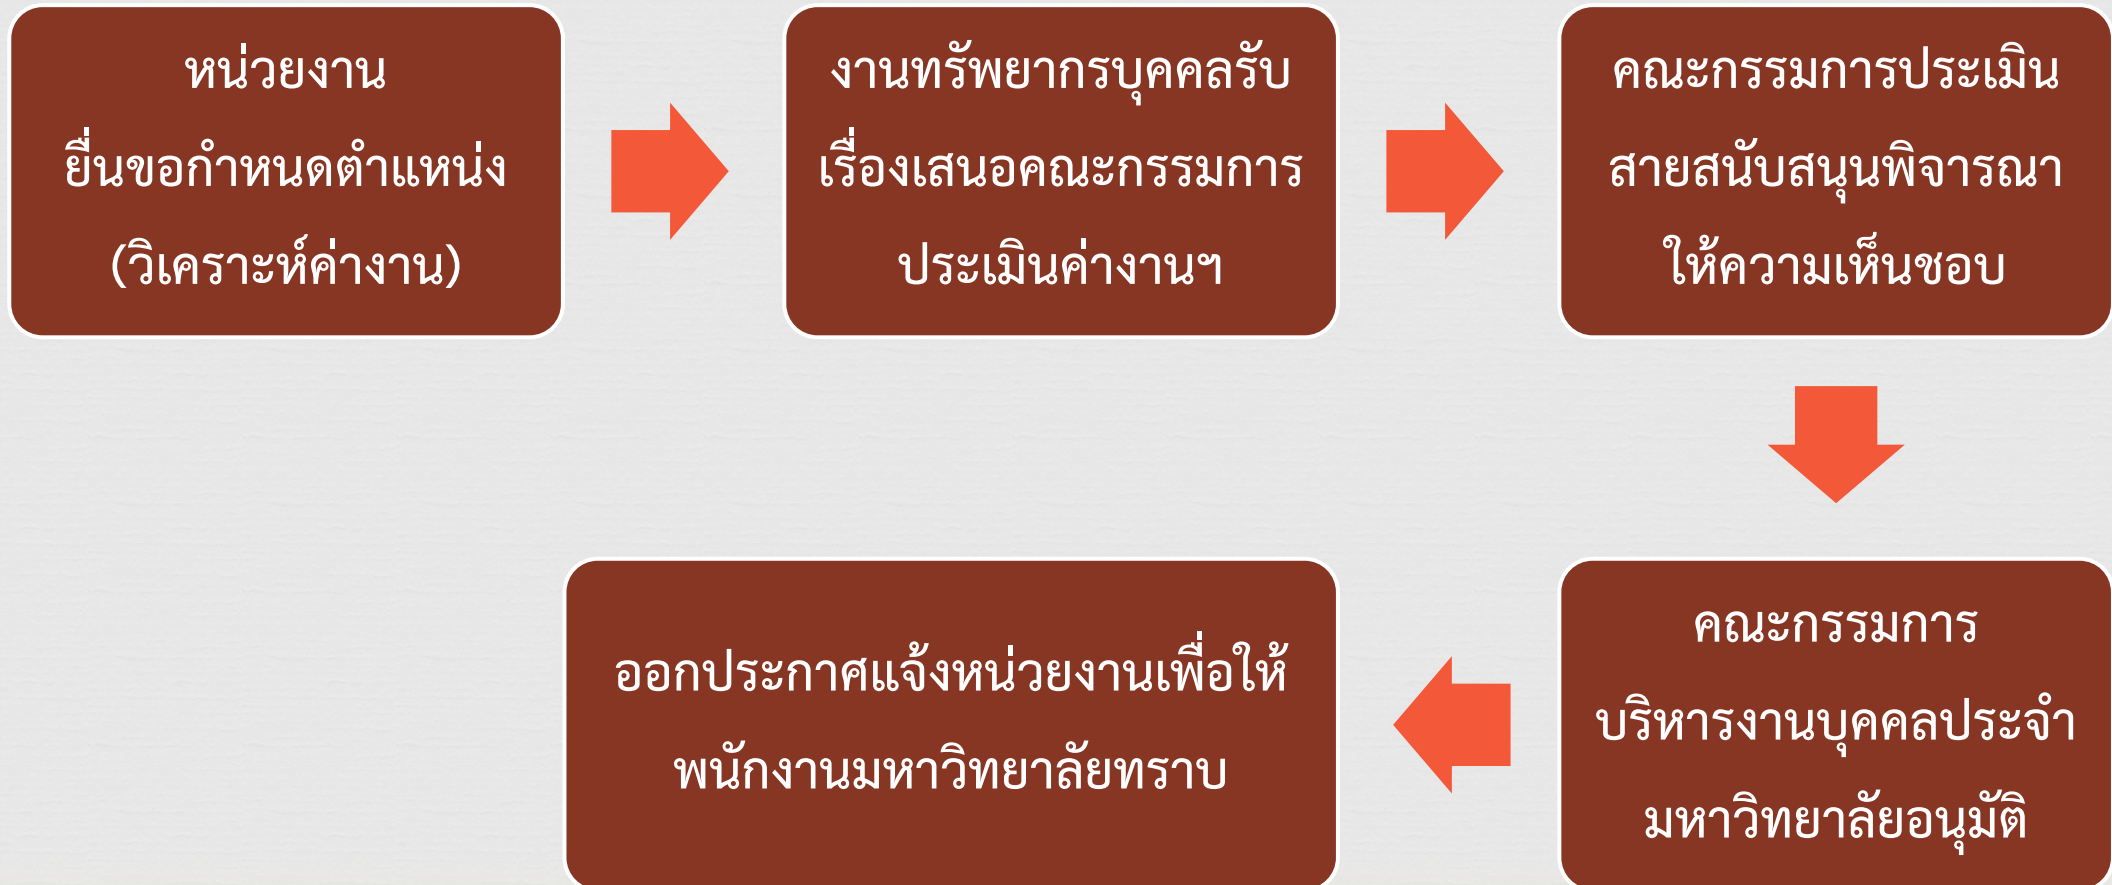 หน่วยงาน
ยื่นขอกำหนดตำแหน่ง
(วิเคราะห์ค่างาน)
งานทรัพยากรบุคคลรับ
เรื่องเสนอคณะกรรมการ
ประเมินค่างานฯ
คณะกรรมการประเมิน
สายสนับสนุนพิจารณา
ให้ความเห็นชอบ
คณะกรรมการ
บริหารงานบุคคลประจำ
มหาวิทยาลัยอนุมัติ
ออกประกาศแจ้งหน่วยงานเพื่อให้
พนักงานมหาวิทยาลัยทราบ